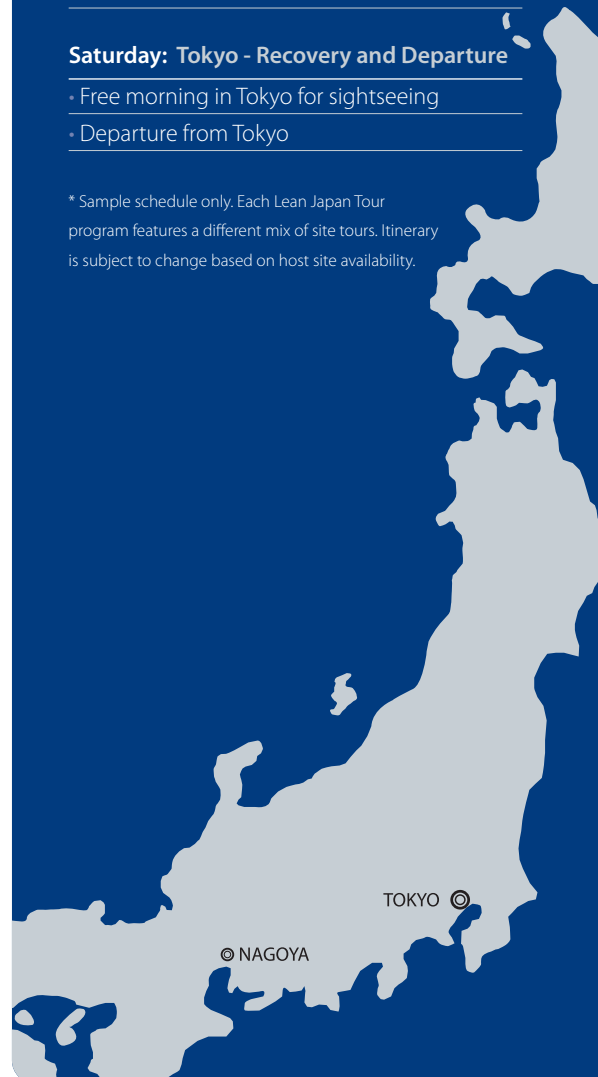 Saturday: Tokyo - Recovery and Departure
• Free morning in Tokyo for sightseeing
• Departure from Tokyo
* Sample schedule only. Each Lean Japan Tour
program features a different mix of site tours. Itinerary
is subject to change based on host site availability.
TOKYO
NAGOYA